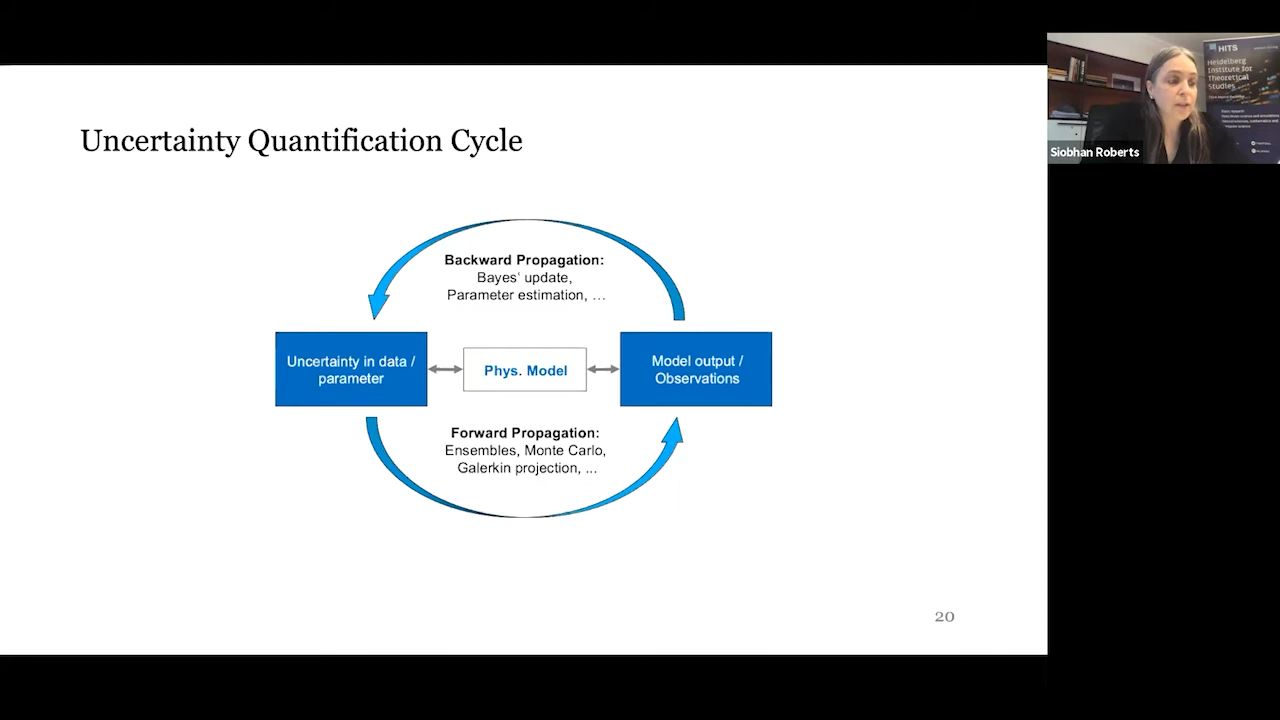 Uncertainty Quantification Cycle
Backward Propagation:
Bayes' update,
Parameter estimation, …
Uncertainty in data /
parameter
Phys. Model
Model output /
Observations
Forward Propagation:
Ensembles, Monte Carlo,
Galerkin projection, ...
20
HITS
Heidelberg
Institute for
Theoretical
Studies
Siobhan Roberts